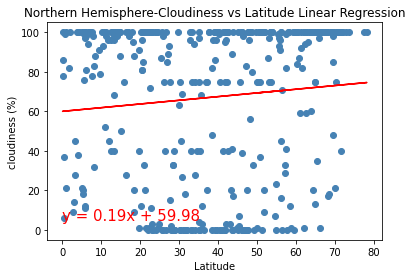 Northern Hemisphere-Cloudiness vs Latitude Linear Regression
cloudiness (%)
100
80
60
40
20
0
y = 0.19x + 59.98
0 10 20 30 40 50 60 70 80
Latitude